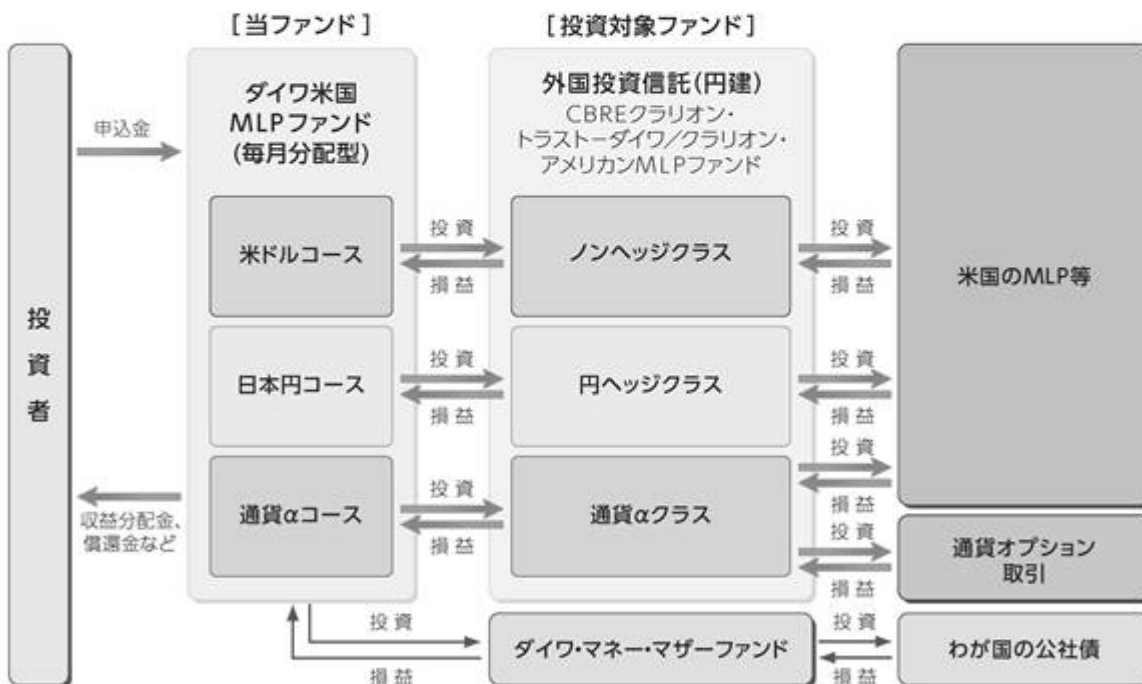 [当ファンド]
[投資対象ファンド]
投資者
申込金
収益分配金、
償還金など
ダイワ米国
MLPファンド
(毎月分配型)
米ドルコース
日本円コース
通貨αコース
投資
損益
投資
損益
投資
損益
外国投資信託(円建)
CBREクラリオン・
トラストーダイワ/クラリオン・
アメリカンMLPファンド
ノンヘッジクラス
円ヘッジクラス
通貨αクラス
投資
損益
投資
損益
投資
損益
投資
損益
米国のMLP等
通貨オプション
取引
投資
損益
ダイワ・マネー・マザーファンド
投資
損益
わが国の公社債